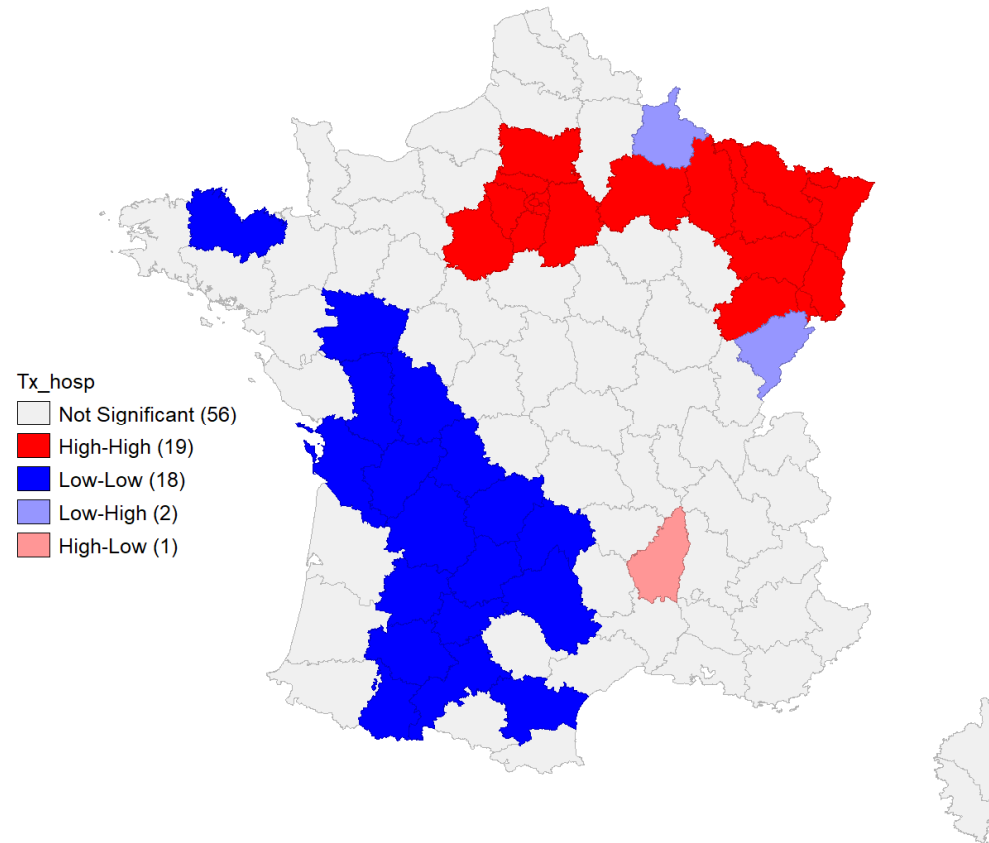 Tx_hosp
Not Significant (56)
High-High (19)
Low-Low (18)
Low-High (2)
High-Low (1)